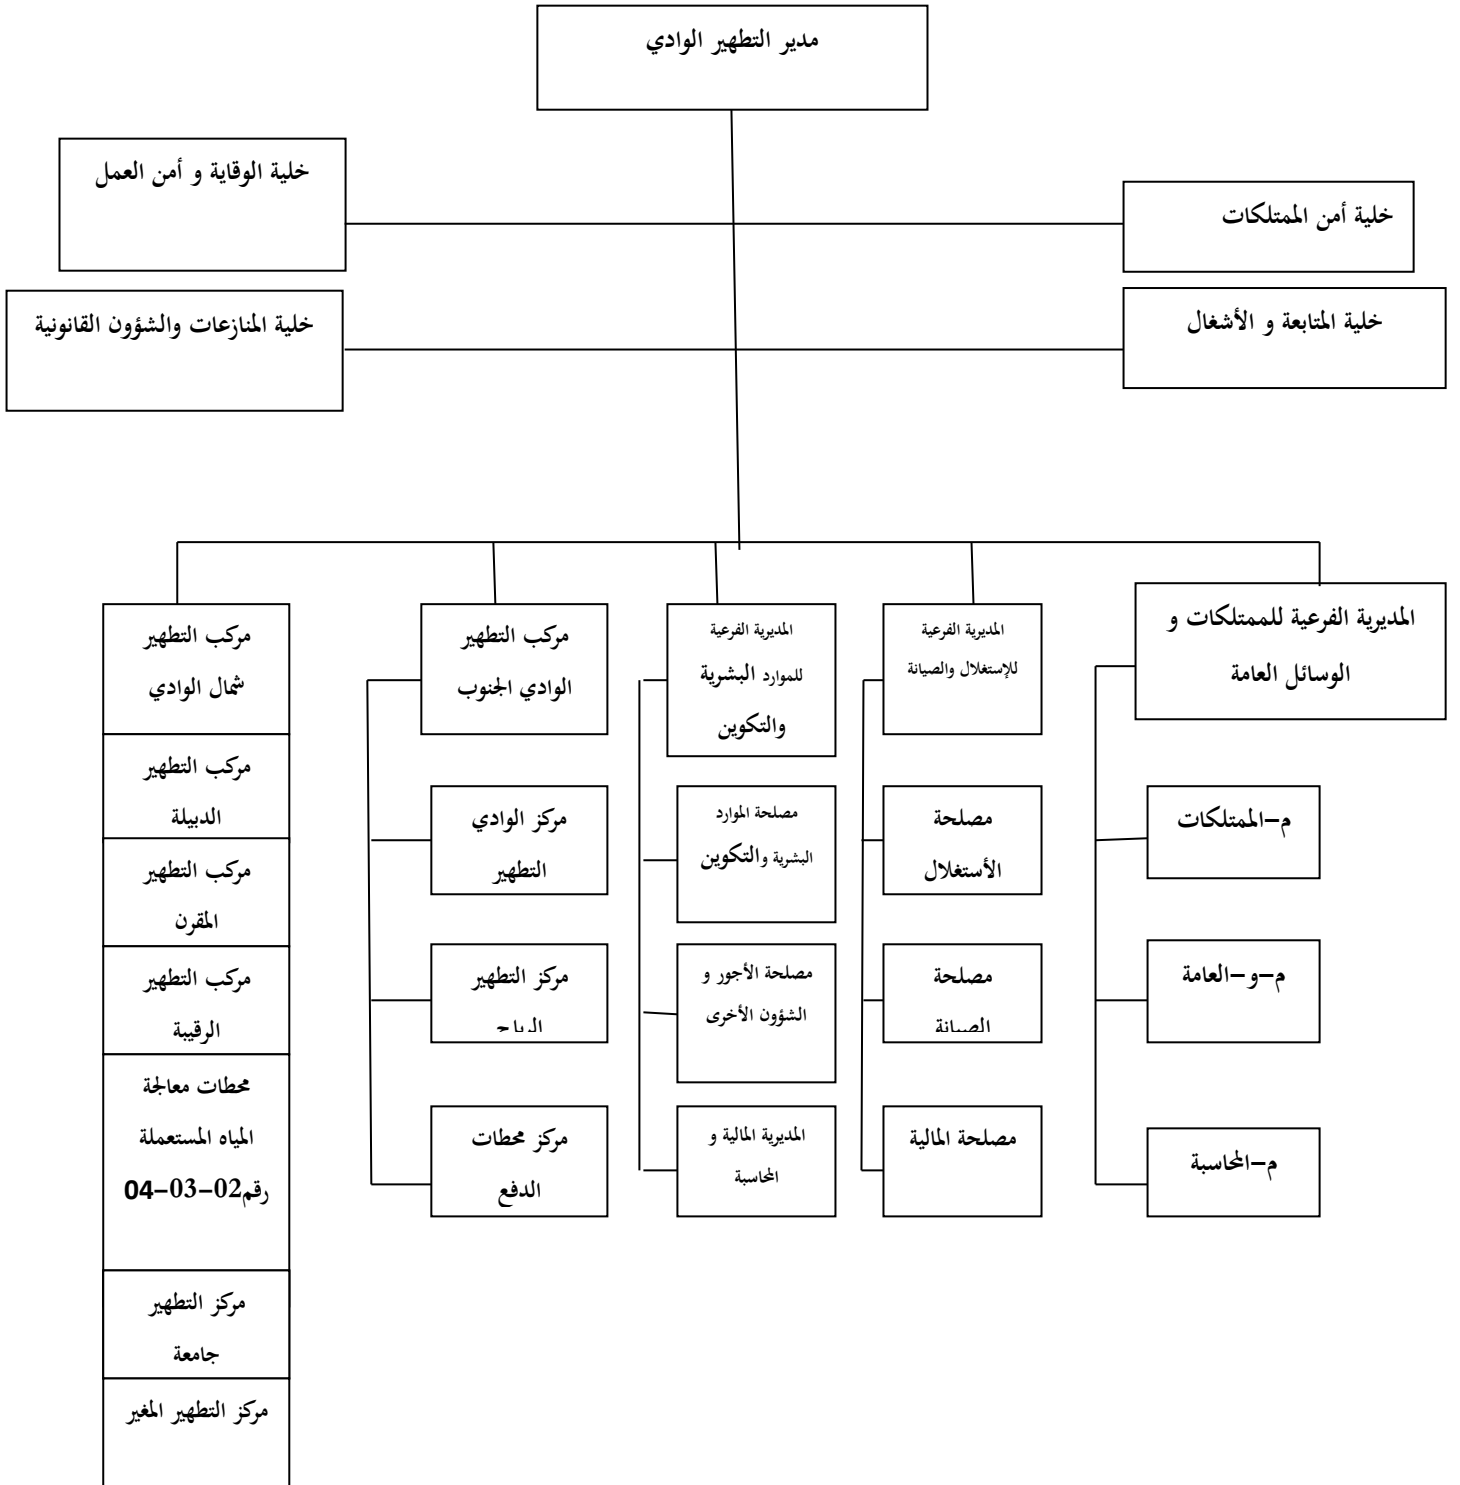 مدير التطهير الوادي
خلية أمن الممتلكات
خلية الوقاية و أمن العمل
خلية المتابعة و الأشغال
خلية المنازعات والشؤون القانونية
المديرية الفرعية للممتلكات و
الوسائل العامة
م–الممتلكات
م–و–العامة
م–المحاسبة
المديرية الفرعية
للإستغلال والصيانة
مصلحة
الأستغلال
مصلحة
الصيانة
مصلحة المالية
المديرية الفرعية
للموارد البشرية
والتكوين
مصلحة الموارد
البشرية والتكوين
مصلحة الأجور و
الشؤون الأخرى
المديرية المالية و
المحاسبة
مركب التطهير
الوادي الجنوب
مركز الوادي
التطهير
مركز التطهير
الرباح
مركز محطات
الدفع
مركب التطهير
شمال الوادي
مركب التطهير
الدبيلة
مركب التطهير
المقرن
مركب التطهير
الرقيبة
محطات معالجة
المياه المستعملة
رقم02–03–04
مركز التطهير
جامعة
مركز التطهير المغير